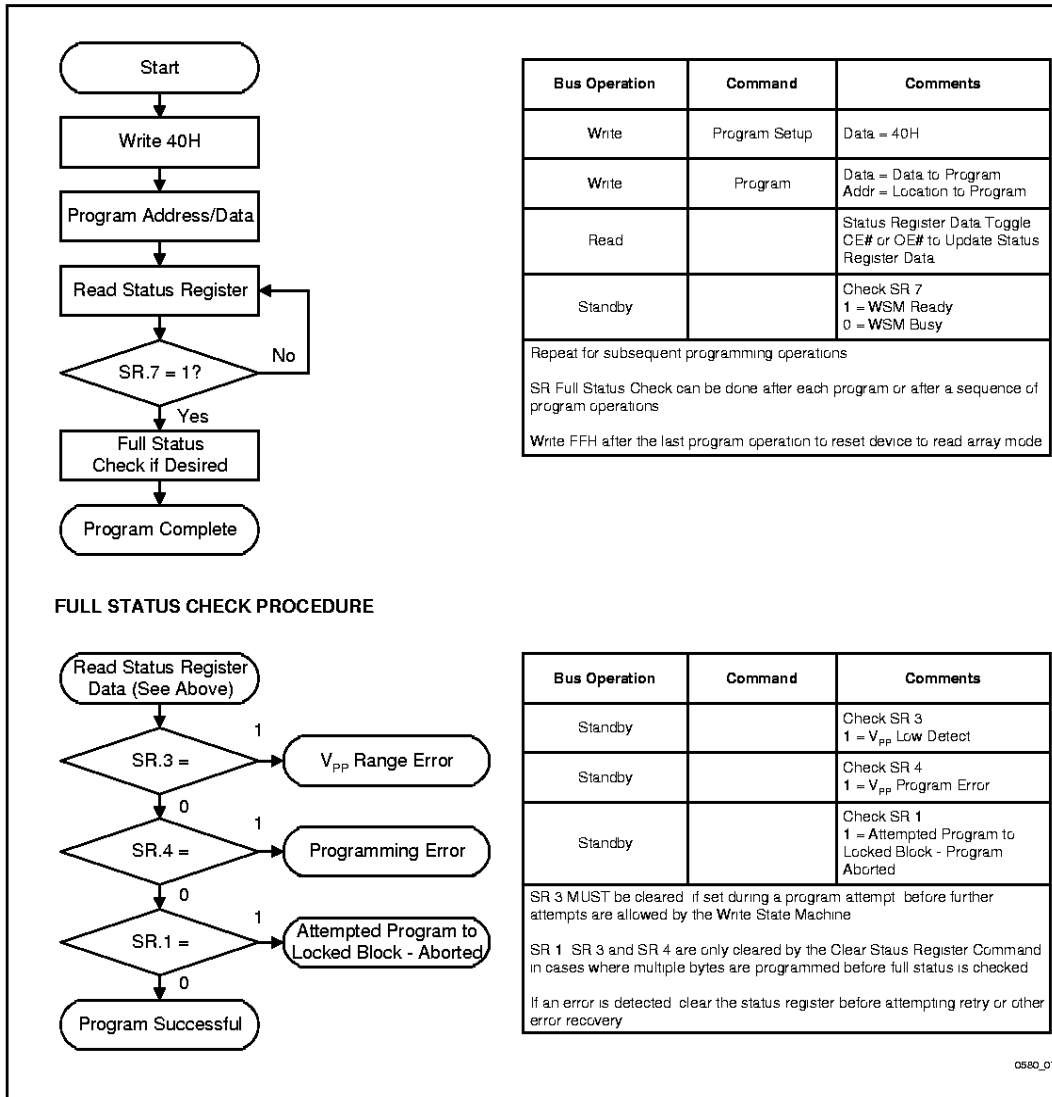 Start
Write 40H
Program Address/Data
Read Status Register
No
SR.7 = 1?
Yes
Full Status
Check if Desired
Program Complete
Bus Operation Command Comments
Write Program Setup Data = 40H
Write Program Data = Data to Program
Addr = Location to Program
Read Status Register Data Toggle
CE# or OE# to Update Status
Register Data
Standby Check SR 7
1 = WSM Ready
0 = WSM Busy
Repeat for subsequent programming operations
SR Full Status Check can be done after each program or after a sequence of
program operations
Write FFH after the last program operation to reset device to read array mode
FULL STATUS CHECK PROCEDURE
Read Status Register
Data (See Above)
1
SR.3 =
VPP Range Error
0
1
SR.4 =
Programming Error
0
1
SR.1 =
Attempted Program to
Locked Block - Aborted
0
Program Successful
Bus Operation Command Comments
Standby Check SR 3
1 = VPP Low Detect
Standby Check SR 4
1 = VPP Program Error
Standby Check SR 1
1 = Attempted Program to
Locked Block - Program
Aborted
SR 3 MUST be cleared if set during a program attempt before further
attempts are allowed by the Write State Machine
SR 1 SR 3 and SR 4 are only cleared by the Clear Staus Register Command
in cases where multiple bytes are programmed before full status is checked
If an error is detected clear the status register before attempting retry or other
error recovery